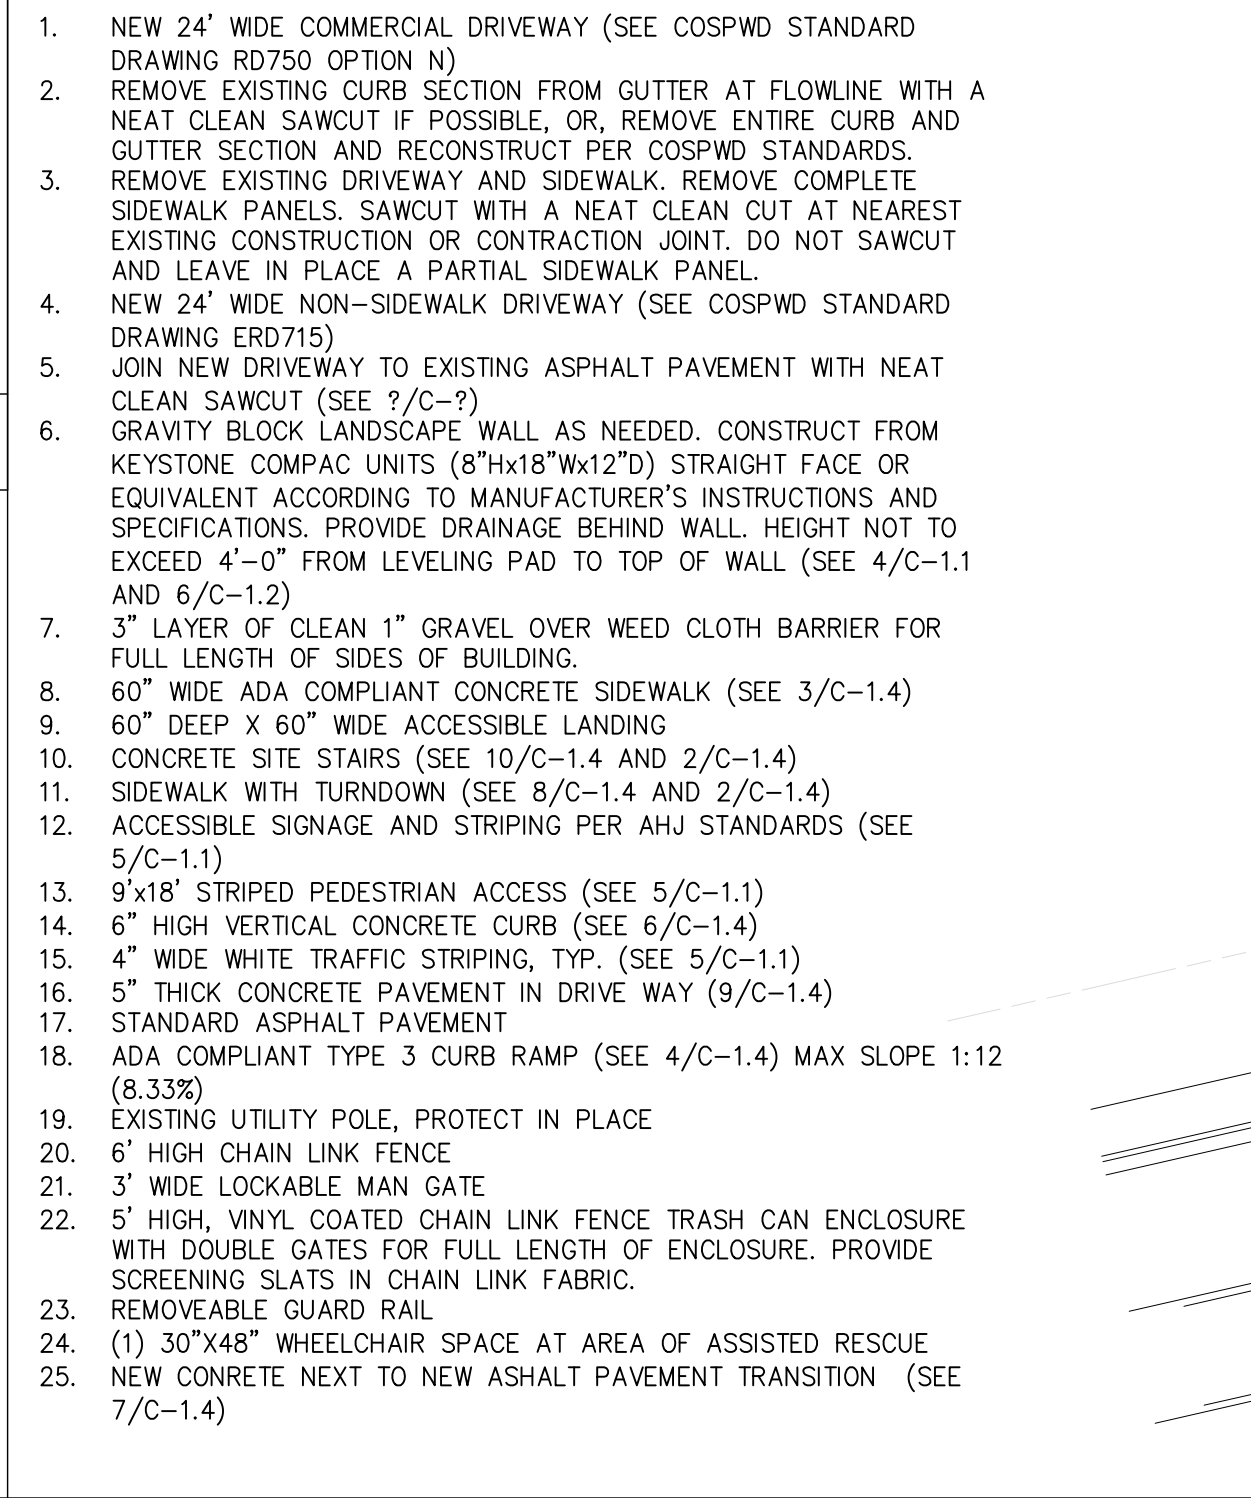 1. NEW 24' WIDE COMMERCIAL DRIVEWAY (SEE COSPWD STANDARD
DRAWING RD750 OPTION N)
2. REMOVE EXISTING CURB SECTION FROM GUTTER AT FLOWLINE WITH A
NEAT CLEAN SAWCUT IF POSSIBLE, OR, REMOVE ENTIRE CURB AND
GUTTER SECTION AND RECONSTRUCT PER COSPWD STANDARDS.
3. REMOVE EXISTING DRIVEWAY AND SIDEWALK. REMOVE COMPLETE
SIDEWALK PANELS. SAWCUT WITH A NEAT CLEAN CUT AT NEAREST
EXISTING CONSTRUCTION OR CONTRACTION JOINT. DO NOT SAWCUT
AND LEAVE IN PLACE A PARTIAL SIDEWALK PANEL.
4. NEW 24' WIDE NON–SIDEWALK DRIVEWAY (SEE COSPWD STANDARD
DRAWING ERD715)
5. JOIN NEW DRIVEWAY TO EXISTING ASPHALT PAVEMENT WITH NEAT
CLEAN SAWCUT (SEE ?/C–?)
6. GRAVITY BLOCK LANDSCAPE WALL AS NEEDED. CONSTRUCT FROM
KEYSTONE COMPAC UNITS (8"Hx18"Wx12"D) STRAIGHT FACE OR
EQUIVALENT ACCORDING TO MANUFACTURER'S INSTRUCTIONS AND
SPECIFICATIONS. PROVIDE DRAINAGE BEHIND WALL. HEIGHT NOT TO
EXCEED 4'–0" FROM LEVELING PAD TO TOP OF WALL (SEE 4/C–1.1
AND 6/C–1.2)
7. 3" LAYER OF CLEAN 1" GRAVEL OVER WEED CLOTH BARRIER FOR
FULL LENGTH OF SIDES OF BUILDING.
8. 60" WIDE ADA COMPLIANT CONCRETE SIDEWALK (SEE 3/C–1.4)
9. 60" DEEP X 60" WIDE ACCESSIBLE LANDING
10. CONCRETE SITE STAIRS (SEE 10/C–1.4 AND 2/C–1.4)
11. SIDEWALK WITH TURNDOWN (SEE 8/C–1.4 AND 2/C–1.4)
12. ACCESSIBLE SIGNAGE AND STRIPING PER AHJ STANDARDS (SEE
5/C–1.1)
13. 9'x18' STRIPED PEDESTRIAN ACCESS (SEE 5/C–1.1)
14. 6" HIGH VERTICAL CONCRETE CURB (SEE 6/C–1.4)
15. 4" WIDE WHITE TRAFFIC STRIPING, TYP. (SEE 5/C–1.1)
16. 5" THICK CONCRETE PAVEMENT IN DRIVE WAY (9/C–1.4)
17. STANDARD ASPHALT PAVEMENT
18. ADA COMPLIANT TYPE 3 CURB RAMP (SEE 4/C–1.4) MAX SLOPE 1:12
(8.33%)
19. EXISTING UTILITY POLE, PROTECT IN PLACE
20. 6' HIGH CHAIN LINK FENCE
21. 3' WIDE LOCKABLE MAN GATE
22. 5' HIGH, VINYL COATED CHAIN LINK FENCE TRASH CAN ENCLOSURE
WITH DOUBLE GATES FOR FULL LENGTH OF ENCLOSURE. PROVIDE
SCREENING SLATS IN CHAIN LINK FABRIC.
23. REMOVEABLE GUARD RAIL
24. (1) 30"X48" WHEELCHAIR SPACE AT AREA OF ASSISTED RESCUE
25. NEW CONRETE NEXT TO NEW ASHALT PAVEMENT TRANSITION (SEE
7/C–1.4)